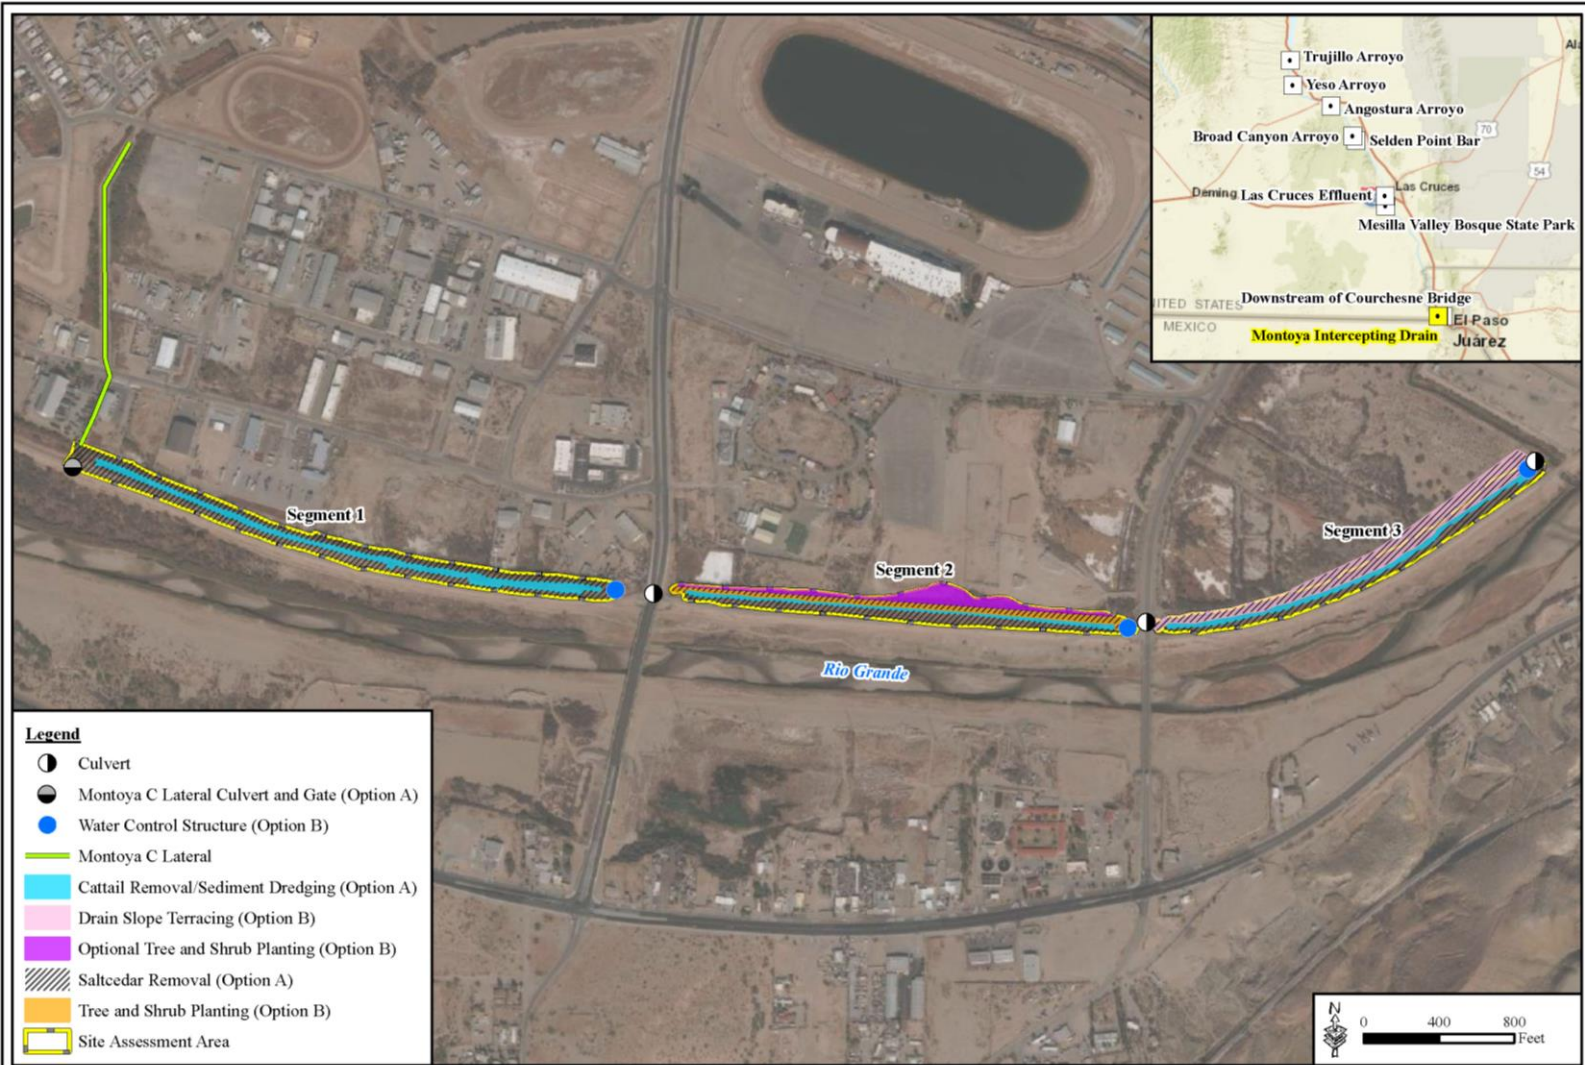 Trujillo Arroyo
Yeso Arroyo
Angostura Arroyo
Broad Canyon Arroyo
Selden Point Bar
70
54
Deming
Las Cruces Effluent
Las Cruces
Mesilla Valley Bosque State Park
Downstream of Courchesne Bridge
ITED STATES
MEXICO
El Paso
Montoya Intercepting Drain
Juárez
Segment 1
Segment 2
Segment 3
Rio Grande
Legend
Culvert
Montoya C Lateral Culvert and Gate (Option A)
Water Control Structure (Option B)
Montoya C Lateral
Cattail Removal/Sediment Dredging (Option A)
Drain Slope Terracing (Option B)
Optional Tree and Shrub Planting (Option B)
Saltcedar Removal (Option A)
Tree and Shrub Planting (Option B)
Site Assessment Area
N
0 400 800
Feet